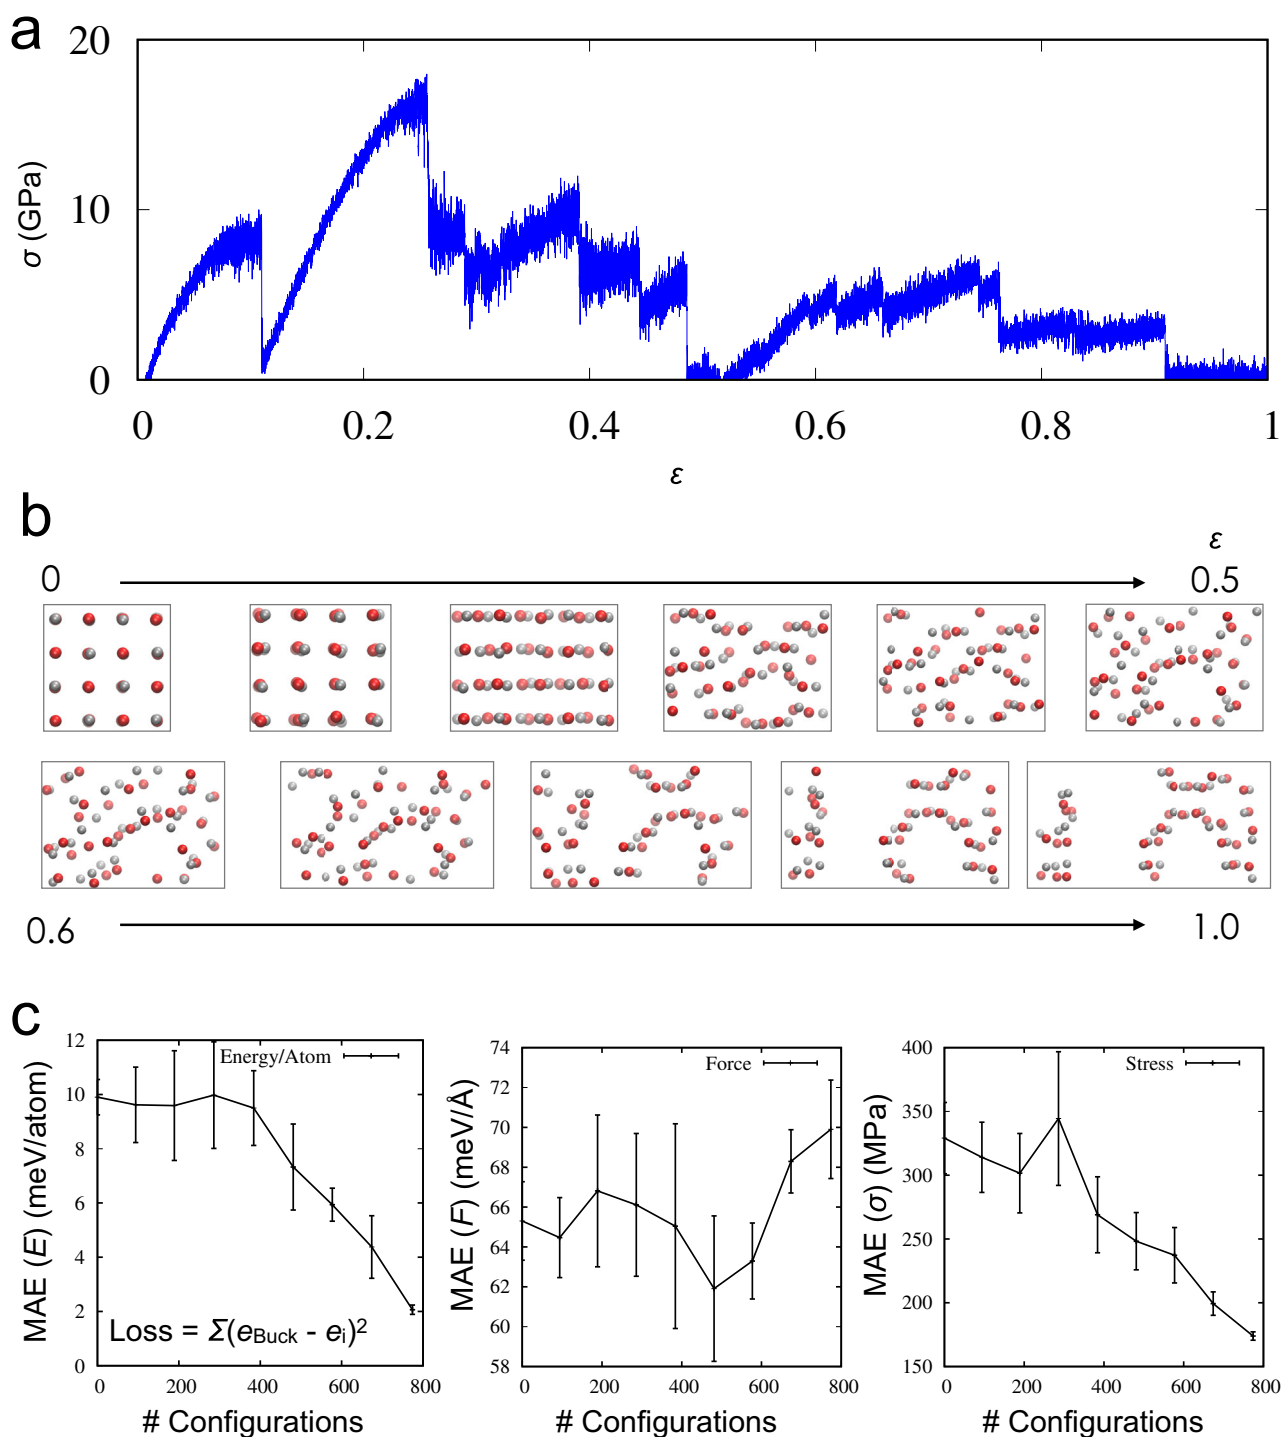 a
20
10
0
σ (GPa)
0 0.2 0.4 0.6 0.8 1
ε
b
ε
0 0.5
0.6 1.0
c
12
10
8
6
4
2
0
MAE (E) (meV/atom)
Energy/Atom
Loss = Σ(eBuck - ei)²
0 200 400 600 800
# Configurations
74
72
70
68
66
64
62
60
58
MAE (F) (meV/Å)
Force
0 200 400 600 800
# Configurations
400
350
300
250
200
150
MAE (σ) (MPa)
Stress
0 200 400 600 800
# Configurations